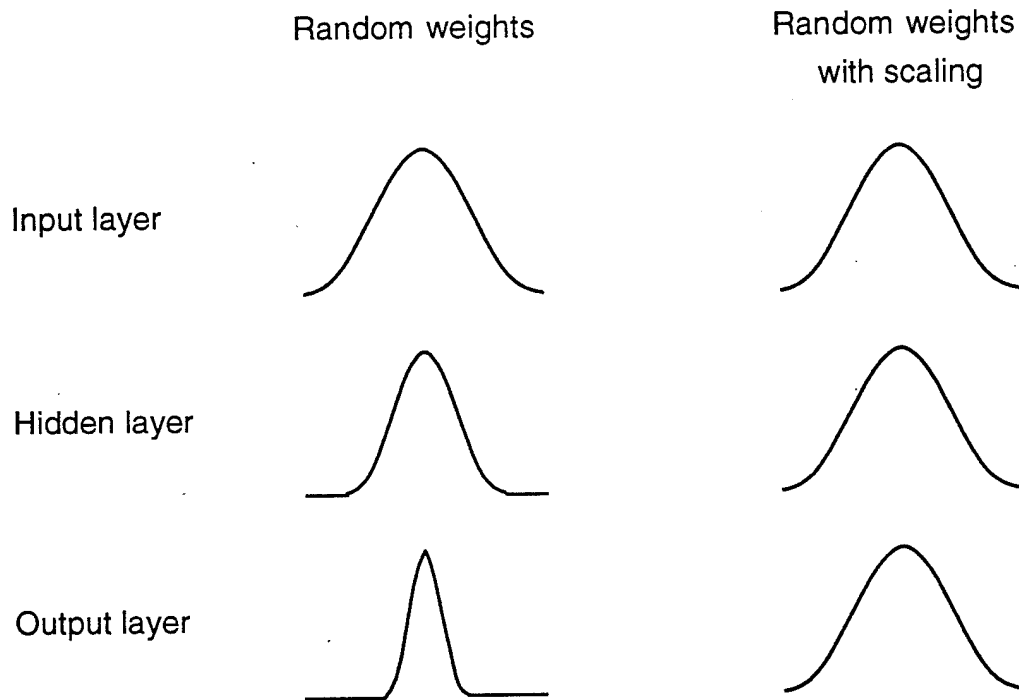 Random weights
Random weights
with scaling
Input layer
Hidden layer
Output layer